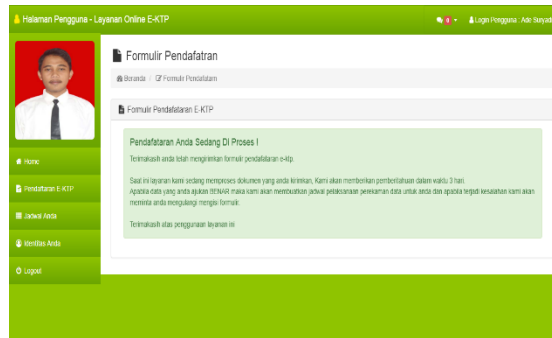 Halaman Pengguna - Layanan Online E-KTP
0
Login Pengguna : Ade Suryad
Formulir Pendafatran
Beranda / Formulir Pendafatarn
Formulir Pendafataran E-KTP
Pendafataran Anda Sedang Di Proses !
Terimakasih anda telah mengirimkan formulir pendafataran e-ktp.
Saat ini layanan kami sedang memproses dokumen yang anda kirimkan, Kami akan memberikan pemberitahuan dalam waktu 3 hari.
Apabila data yang anda ajukan BENAR maka kami akan membuatkan jadwal pelaksanaan perekaman data untuk anda dan apabila terjadi kesalahan kami akan
meminta anda mengulangi mengisi formulir.
Terimakasih atas penggunaan layanan ini
Home
Pendaftaran E-KTP
Jadwal Anda
Identitas Anda
Logout